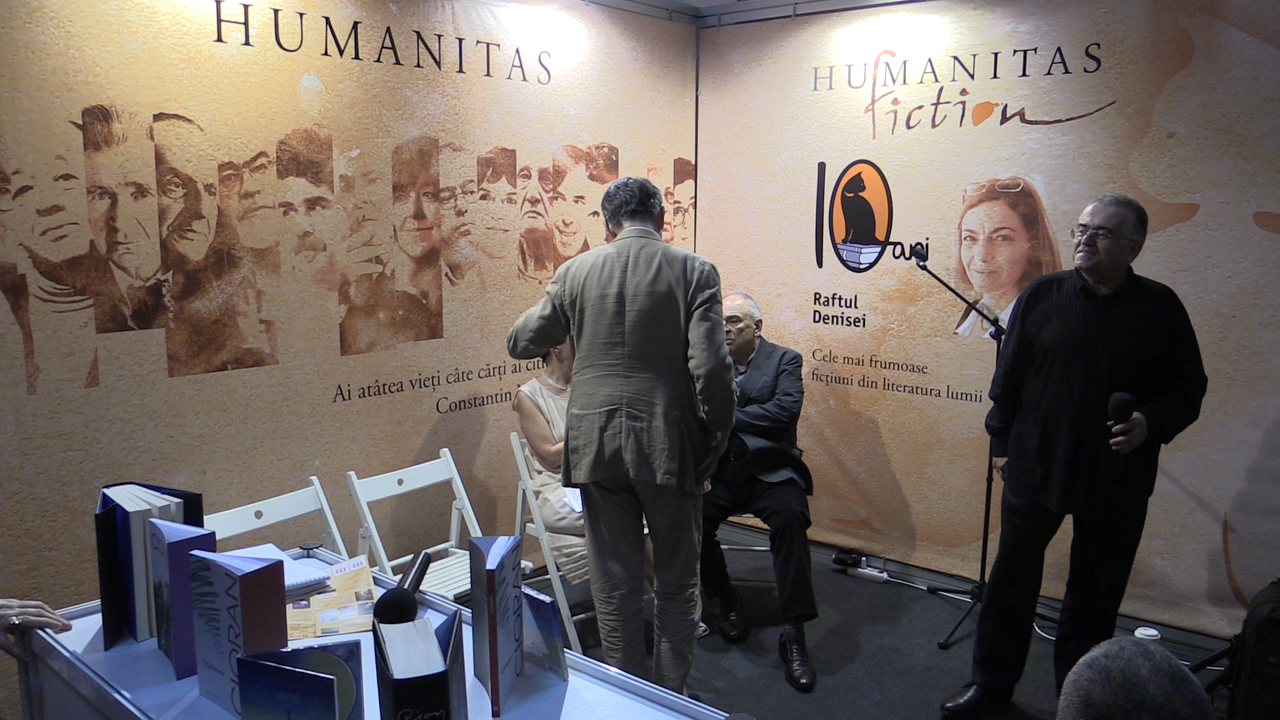 HUMANITAS
HUMANITAS
fiction
10 ani
Raftul
Denisei
Cele mai frumoase
ficțiuni din literatura lumii
Ai atâtea vieți câte cărți ai
Constantin
CIORAN
CIORAN